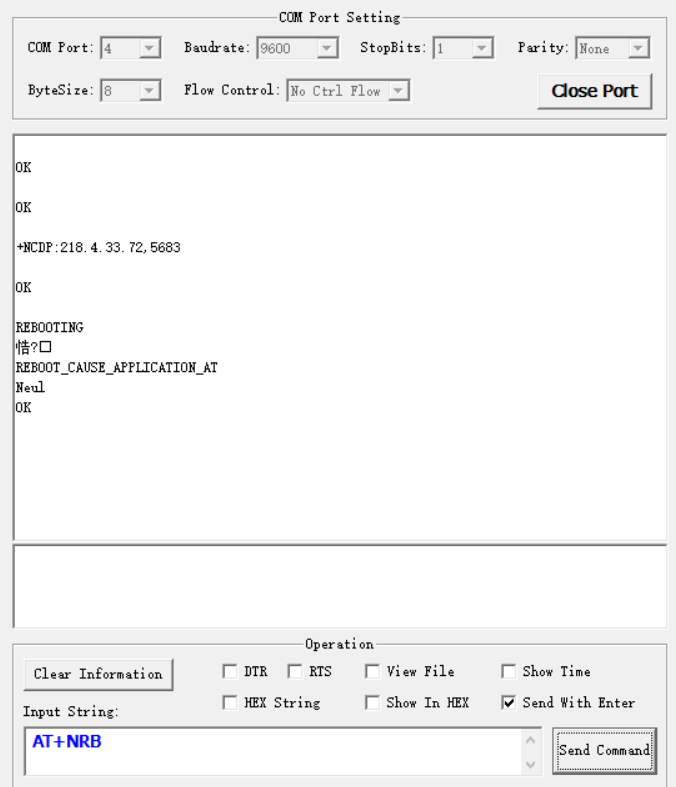 COM Port Setting
COM Port: 4 Baudrate: 9600 StopBits: 1 Parity: None
ByteSize: 8 Flow Control: No Ctrl Flow Close Port
OK
OK
+NCDP:218.4.33.72,5683
OK
REBOOTING
惜?□
REBOOT_CAUSE_APPLICATION_AT
Neul
OK
Operation
Clear Information DTR RTS View File Show Time
HEX String Show In HEX Send With Enter
Input String:
AT+NRB
Send Command